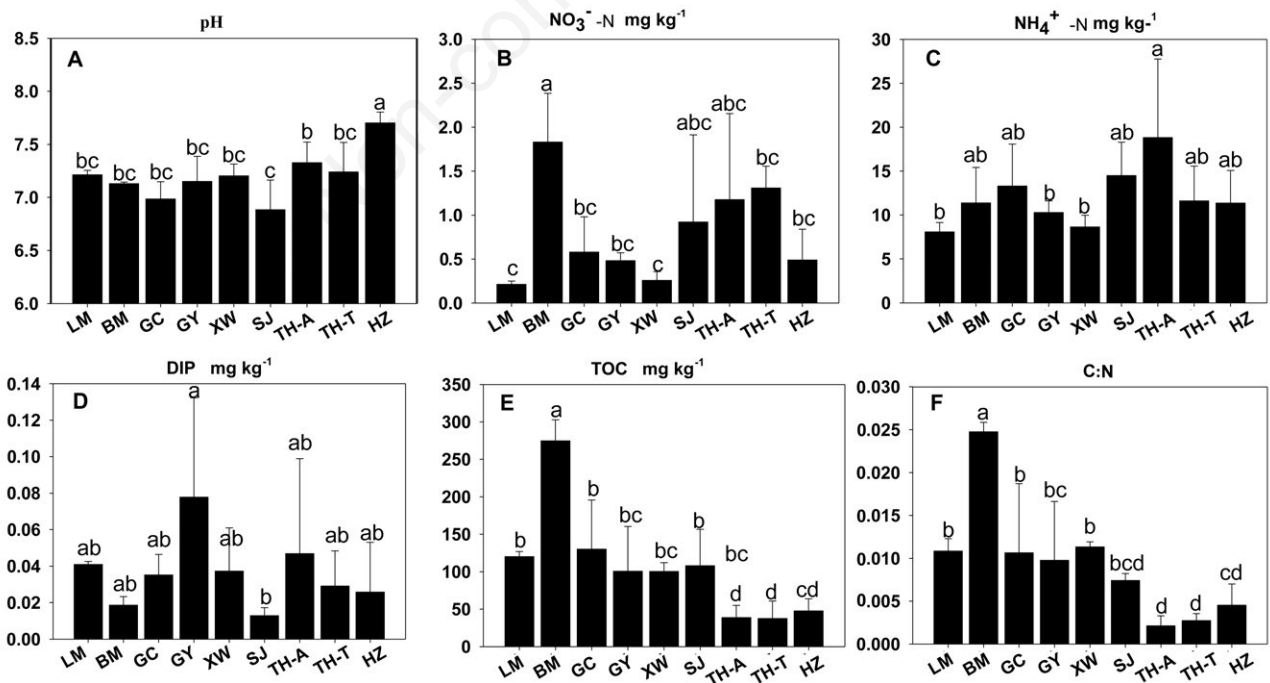 pH
A
8.5
8.0
7.5
7.0
6.5
6.0
bc bc bc bc bc c b bc a
LM BM GC GY XW SJ TH-A TH-T HZ
NO₃⁻ -N mg kg⁻¹
B
3.0
2.5
2.0
1.5
1.0
0.5
0.0
c a bc bc c abc abc bc bc
LM BM GC GY XW SJ TH-A TH-T HZ
NH₄⁺ -N mg kg-¹
C
30
25
20
15
10
5
0
b ab ab b b ab a ab ab
LM BM GC GY XW SJ TH-A TH-T HZ
DIP mg kg⁻¹
D
0.14
0.12
0.10
0.08
0.06
0.04
0.02
0.00
ab ab ab a ab b ab ab ab
LM BM GC GY XW SJ TH-A TH-T HZ
TOC mg kg⁻¹
E
350
300
250
200
150
100
50
0
b a b bc bc b bc d d cd
LM BM GC GY XW SJ TH-A TH-T HZ
C:N
F
0.030
0.025
0.020
0.015
0.010
0.005
0.000
b a b bc b bcd d d cd
LM BM GC GY XW SJ TH-A TH-T HZ